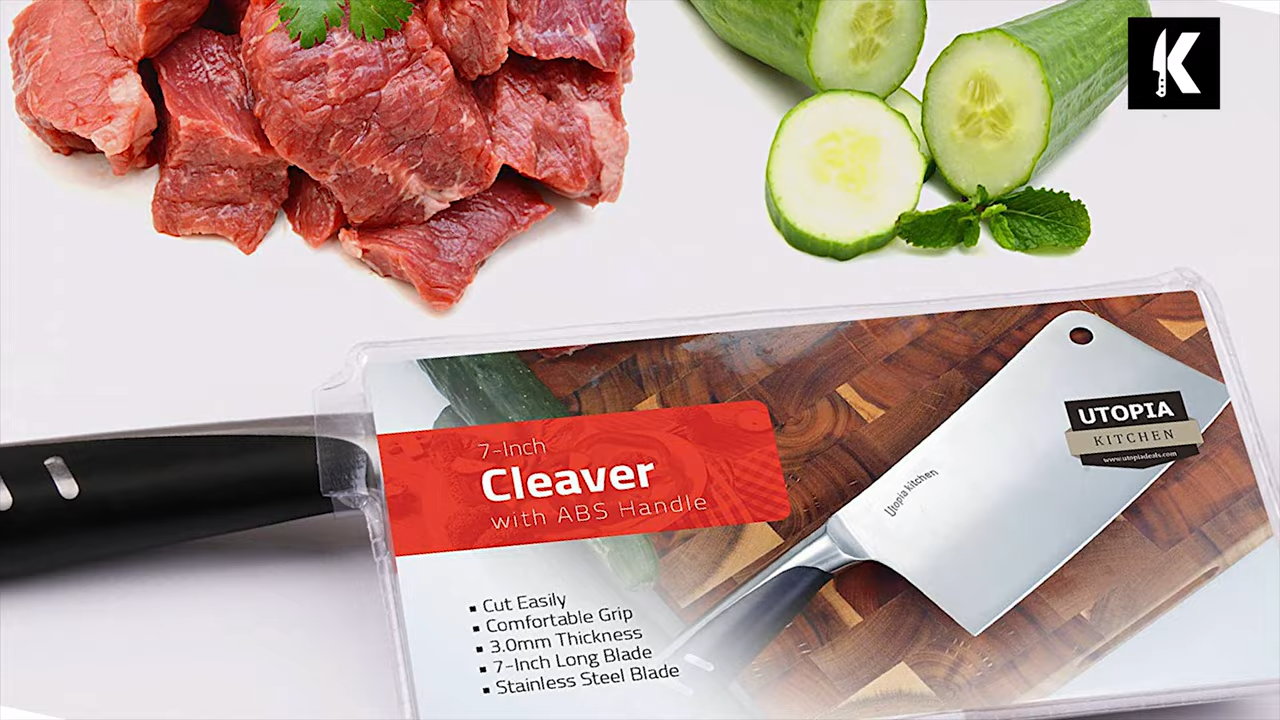 K
7-Inch
Cleaver
with ABS Handle
▪ Cut Easily
▪ Comfortable Grip
▪ 3.0mm Thickness
▪ 7-Inch Long Blade
▪ Stainless Steel Blade
Utopia kitchen
UTOPIA
KITCHEN
www.utopiadeals.com